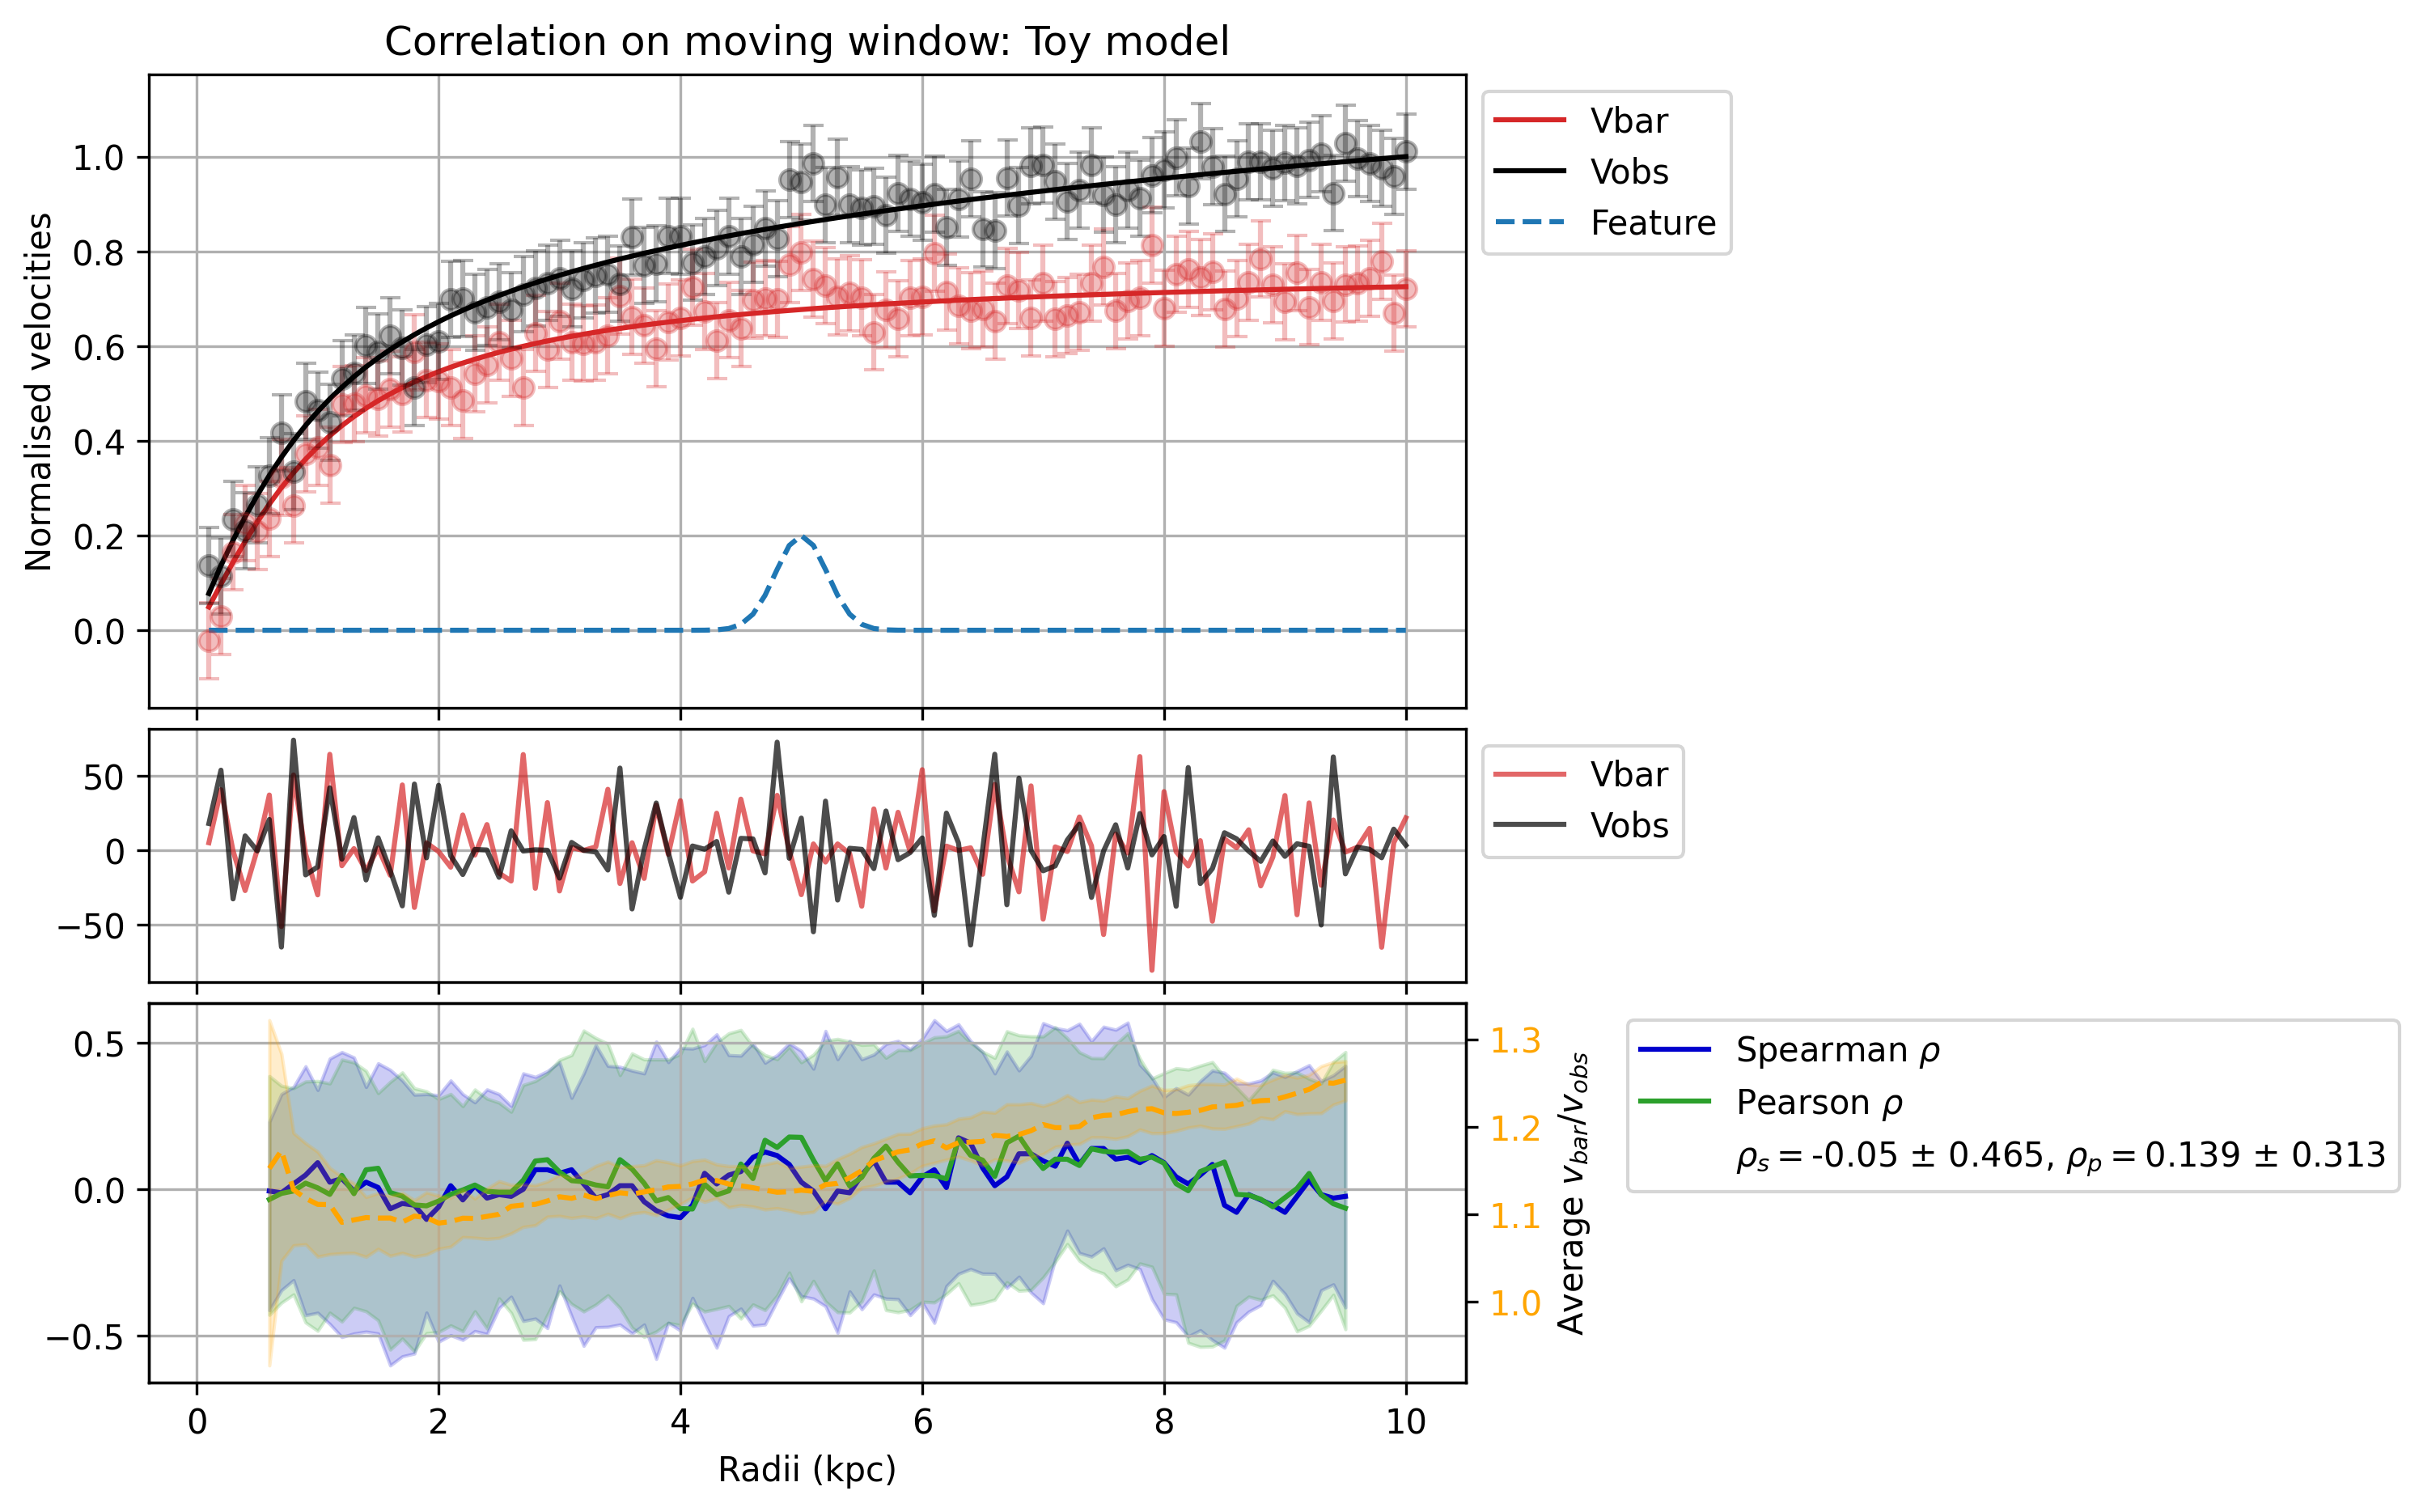 Correlation on moving window: Toy model
Normalised velocities
1.0
0.8
0.6
0.4
0.2
0.0
Vbar
Vobs
Feature
50
0
−50
Vbar
Vobs
0.5
0.0
−0.5
1.3
1.2
1.1
1.0
Average v_bar/v_obs
Spearman ρ
Pearson ρ
ρ_s = -0.05 ± 0.465, ρ_p = 0.139 ± 0.313
0 2 4 6 8 10
Radii (kpc)